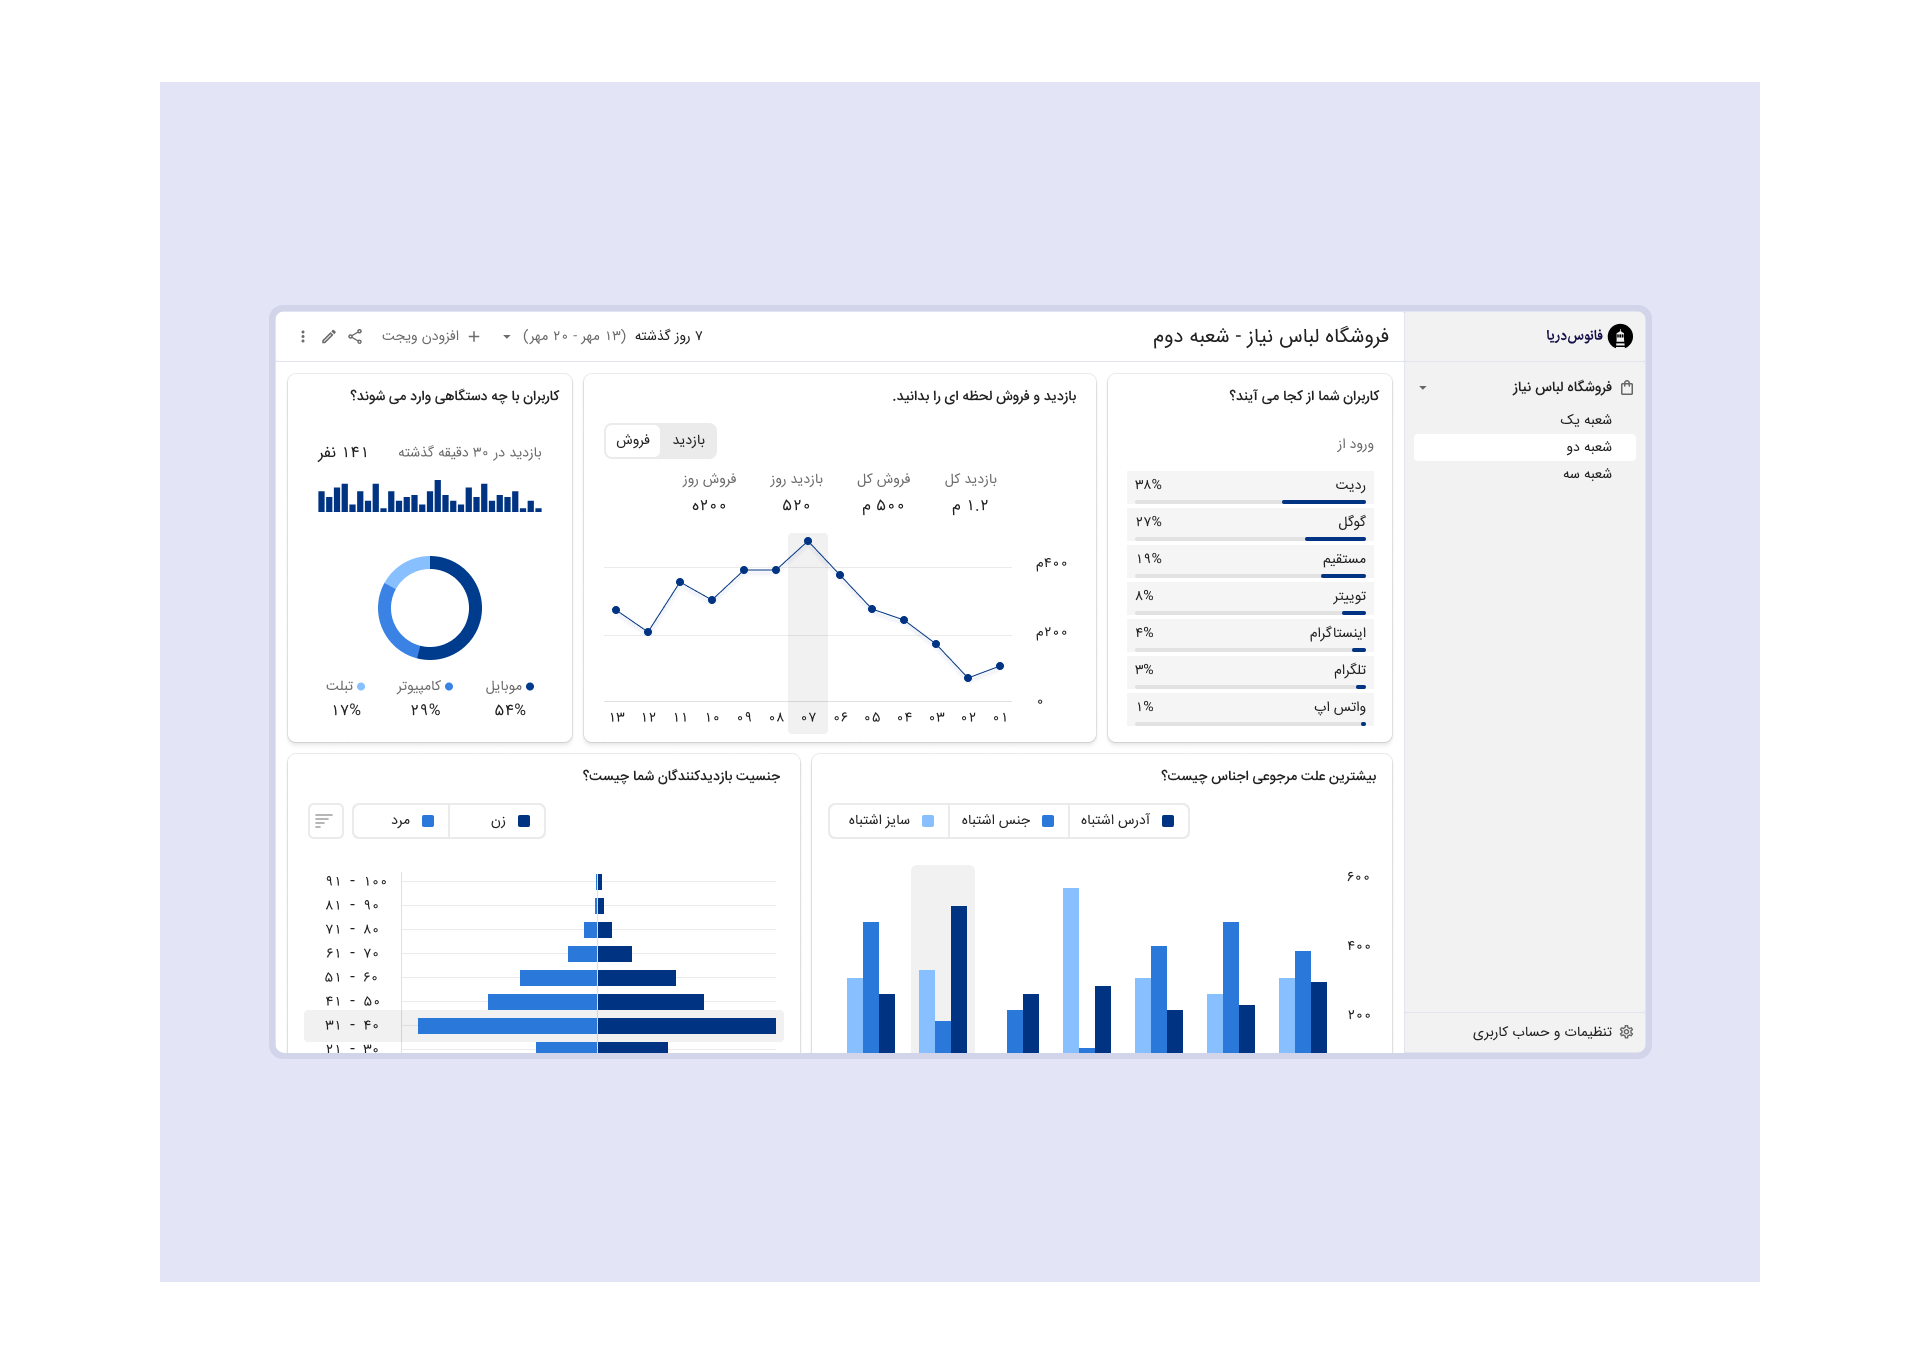 فانوس‌دریا
فروشگاه لباس نیاز
شعبه یک
شعبه دو
شعبه سه
تنظیمات و حساب کاربری
فروشگاه لباس نیاز - شعبه دوم
۷ روز گذشته (۱۳ مهر - ۲۰ مهر)
افزودن ویجت
کاربران شما از کجا می آیند؟
ورود از
ردیت ۳۸%
گوگل ۲۷%
مستقیم ۱۹%
توییتر ۸%
اینستاگرام ۴%
تلگرام ۳%
واتس اپ ۱%
بازدید و فروش لحظه ای را بدانید.
بازدید فروش
بازدید کل فروش کل بازدید روز فروش روز
۱.۲ م ۵۰۰ م ۵۲۰ ۲۰۰ه
۴۰۰م
۲۰۰م
۰
۰۱ ۰۲ ۰۳ ۰۴ ۰۵ ۰۶ ۰۷ ۰۸ ۰۹ ۱۰ ۱۱ ۱۲ ۱۳
کاربران با چه دستگاهی وارد می شوند؟
بازدید در ۳۰ دقیقه گذشته ۱۴۱ نفر
موبایل کامپیوتر تبلت
۵۴% ۲۹% ۱۷%
بیشترین علت مرجوعی اجناس چیست؟
آدرس اشتباه جنس اشتباه سایز اشتباه
۶۰۰
۴۰۰
۲۰۰
جنسیت بازدیدکنندگان شما چیست؟
زن مرد
۹۱ - ۱۰۰
۸۱ - ۹۰
۷۱ - ۸۰
۶۱ - ۷۰
۵۱ - ۶۰
۴۱ - ۵۰
۳۱ - ۴۰
۲۱ - ۳۰